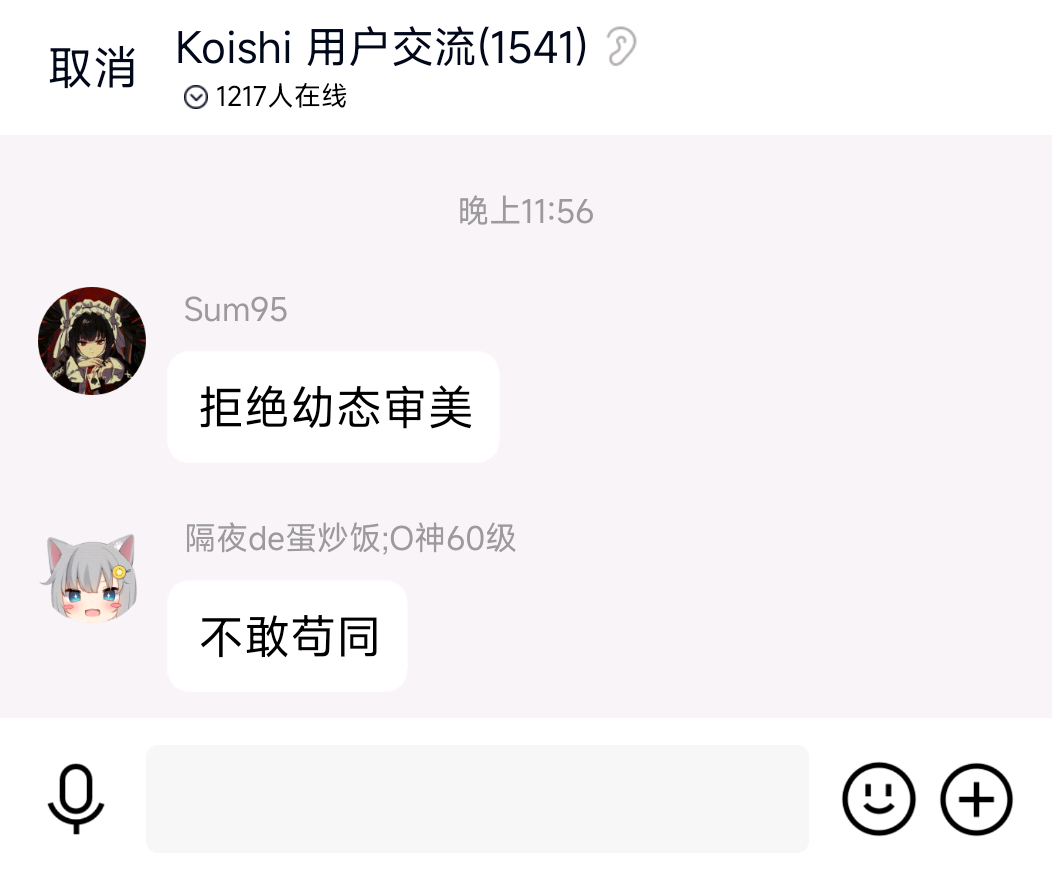 取消
Koishi 用户交流(1541)
1217人在线
晚上11:56
Sum95
拒绝幼态审美
隔夜de蛋炒饭;O神60级
不敢苟同